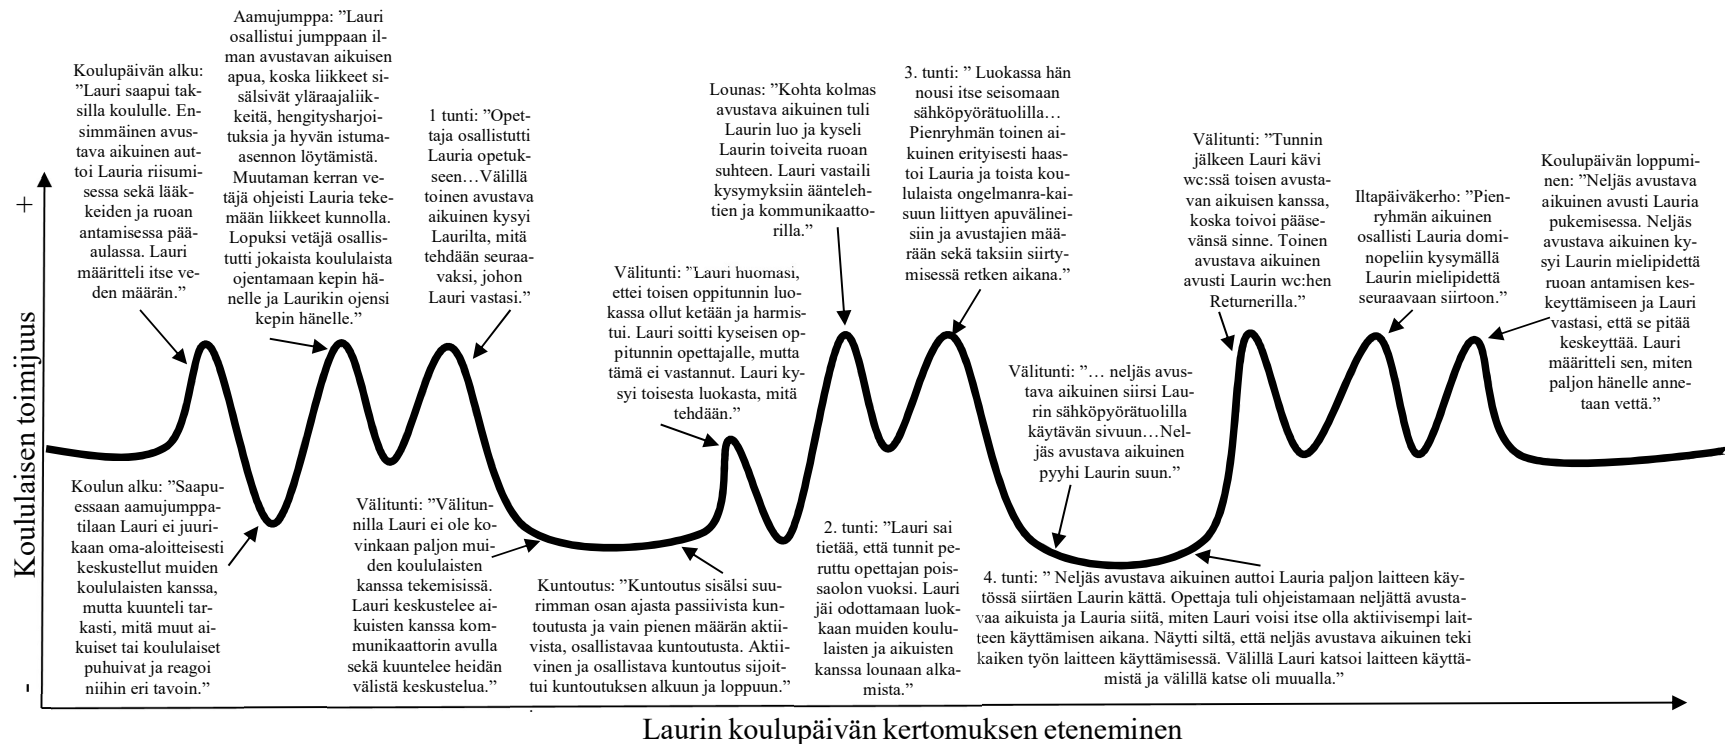 Aamujumppa: ”Lauri
osallistui jumppaan il-
man avustavan aikuisen
apua, koska liikkeet si-
sälsivät yläraajaliik-
keitä, hengitysharjoi-
tuksia ja hyvän istuma-
asennon löytämistä.
Muutaman kerran ve-
täjä ohjeisti Lauria teke-
mään liikkeet kunnolla.
Lopuksi vetäjä osallis-
tutti jokaista koululaista
ojentamaan kepin hä-
nelle ja Laurikin ojensi
kepin hänelle.”
Koulupäivän alku:
”Lauri saapui tak-
silla koululle. En-
simmäinen avus-
tava aikuinen aut-
toi Lauria riisumi-
sessa sekä lääk-
keiden ja ruoan
antamisessa pää-
aulassa. Lauri
määritteli itse ve-
den määrän.”
1 tunti: ”Opet-
taja osallistutti
Lauria opetuk-
seen…Välillä
toinen avustava
aikuinen kysyi
Laurilta, mitä
tehdään seuraa-
vaksi, johon
Lauri vastasi.”
Välitunti: ”Lauri huomasi,
ettei toisen oppitunnin luo-
kassa ollut ketään ja harmis-
tui. Lauri soitti kyseisen op-
pitunnin opettajalle, mutta
tämä ei vastannut. Lauri ky-
syi toisesta luokasta, mitä
tehdään.”
Lounas: ”Kohta kolmas
avustava aikuinen tuli
Laurin luo ja kyseli
Laurin toiveita ruoan
suhteen. Lauri vastaili
kysymyksiin äänteleh-
tien ja kommunikaatto-
rilla.”
3. tunti: ” Luokassa hän
nousi itse seisomaan
sähköpyörätuolilla…
Pienryhmän toinen ai-
kuinen erityisesti haas-
toi Lauria ja toista kou-
lulaista ongelmanra-kai-
suun liittyen apuvälinei-
siin ja avustajien mää-
rään sekä taksiin siirty-
misessä retken aikana.”
Välitunti: ”… neljäs avus-
tava aikuinen siirsi Lau-
rin sähköpyörätuolilla
käytävän sivuun…Nel-
jäs avustava aikuinen
pyyhi Laurin suun.”
Välitunti: ”Tunnin
jälkeen Lauri kävi
wc:ssä toisen avusta-
van aikuisen kanssa,
koska toivoi pääse-
vänsä sinne. Toinen
avustava aikuinen
avusti Laurin wc:hen
Returnerilla.”
Iltapäiväkerho: ”Pien-
ryhmän aikuinen
osallisti Lauria domi-
nopeliin kysymällä
Laurin mielipidettä
seuraavaan siirtoon.”
Koulupäivän loppumi-
nen: ”Neljäs avustava
aikuinen avusti Lauria
pukemisessa. Neljäs
avustava aikuinen ky-
syi Laurin mielipidettä
ruoan antamisen kes-
keyttämiseen ja Lauri
vastasi, että se pitää
keskeyttää. Lauri
määritteli sen, miten
paljon hänelle anne-
taan vettä.”
+
Koululaisen toimijuus
-
Koulun alku: ”Saapu-
essaan aamujumppa-
tilaan Lauri ei juuri-
kaan oma-aloitteisesti
keskustellut muiden
koululaisten kanssa,
mutta kuunteli tar-
kasti, mitä muut ai-
kuiset tai koululaiset
puhuivat ja reagoi
niihin eri tavoin.”
Välitunti: ”Välitun-
nilla Lauri ei ole ko-
vinkaan paljon mui-
den koululaisten
kanssa tekemisissä.
Lauri keskustelee ai-
kuisten kanssa kom-
munikaattorin avulla
sekä kuuntelee heidän
välistä keskustelua.”
Kuntoutus: ”Kuntoutus sisälsi suu-
rimman osan ajasta passiivista kun-
toutusta ja vain pienen määrän aktii-
vista, osallistavaa kuntoutusta. Aktii-
vinen ja osallistava kuntoutus sijoit-
tui kuntoutuksen alkuun ja loppuun.”
2. tunti: ”Lauri sai
tietää, että tunnit pe-
ruttu opettajan pois-
saolon vuoksi. Lauri
jäi odottamaan luok-
kaan muiden koulu-
laisten ja aikuisten
kanssa lounaan alka-
mista.”
4. tunti: ” Neljäs avustava aikuinen auttoi Lauria paljon laitteen käy-
tössä siirtäen Laurin kättä. Opettaja tuli ohjeistamaan neljättä avusta-
vaa aikuista ja Lauria siitä, miten Lauri voisi itse olla aktiivisempi lait-
teen käyttämisen aikana. Näytti siltä, että neljäs avustava aikuinen teki
kaiken työn laitteen käyttämisessä. Välillä Lauri katsoi laitteen käyttä-
mistä ja välillä katse oli muualla.”
Laurin koulupäivän kertomuksen eteneminen